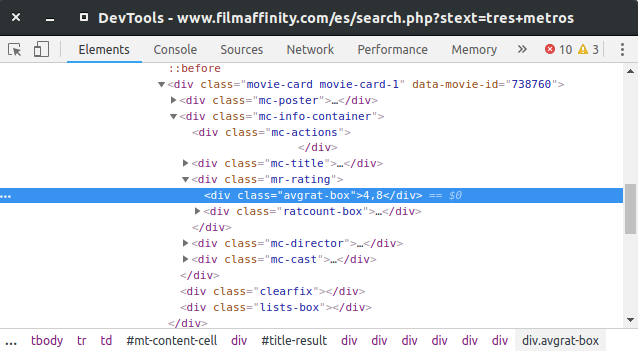 DevTools - www.filmaffinity.com/es/search.php?stext=tres+metros
Elements Network Performance Memory » 10 3
::before
<div class="movie-card movie-card-1" data-movie-id="738760">
<div class="mc-poster">…</div>
<div class="mc-info-container">
<div class="mc-actions">
</div>
<div class="mc-title">…</div>
<div class="mr-rating">
… <div class="avgrat-box">4,8</div> == $0
<div class="ratcount-box">…</div>
</div>
<div class="mc-director">…</div>
<div class="mc-cast">…</div>
</div>
<div class="clearfix"></div>
<div class="lists-box"></div>
</div>
… tbody tr td #mt-content-cell div #title-result div div div div div div div.avgrat-box